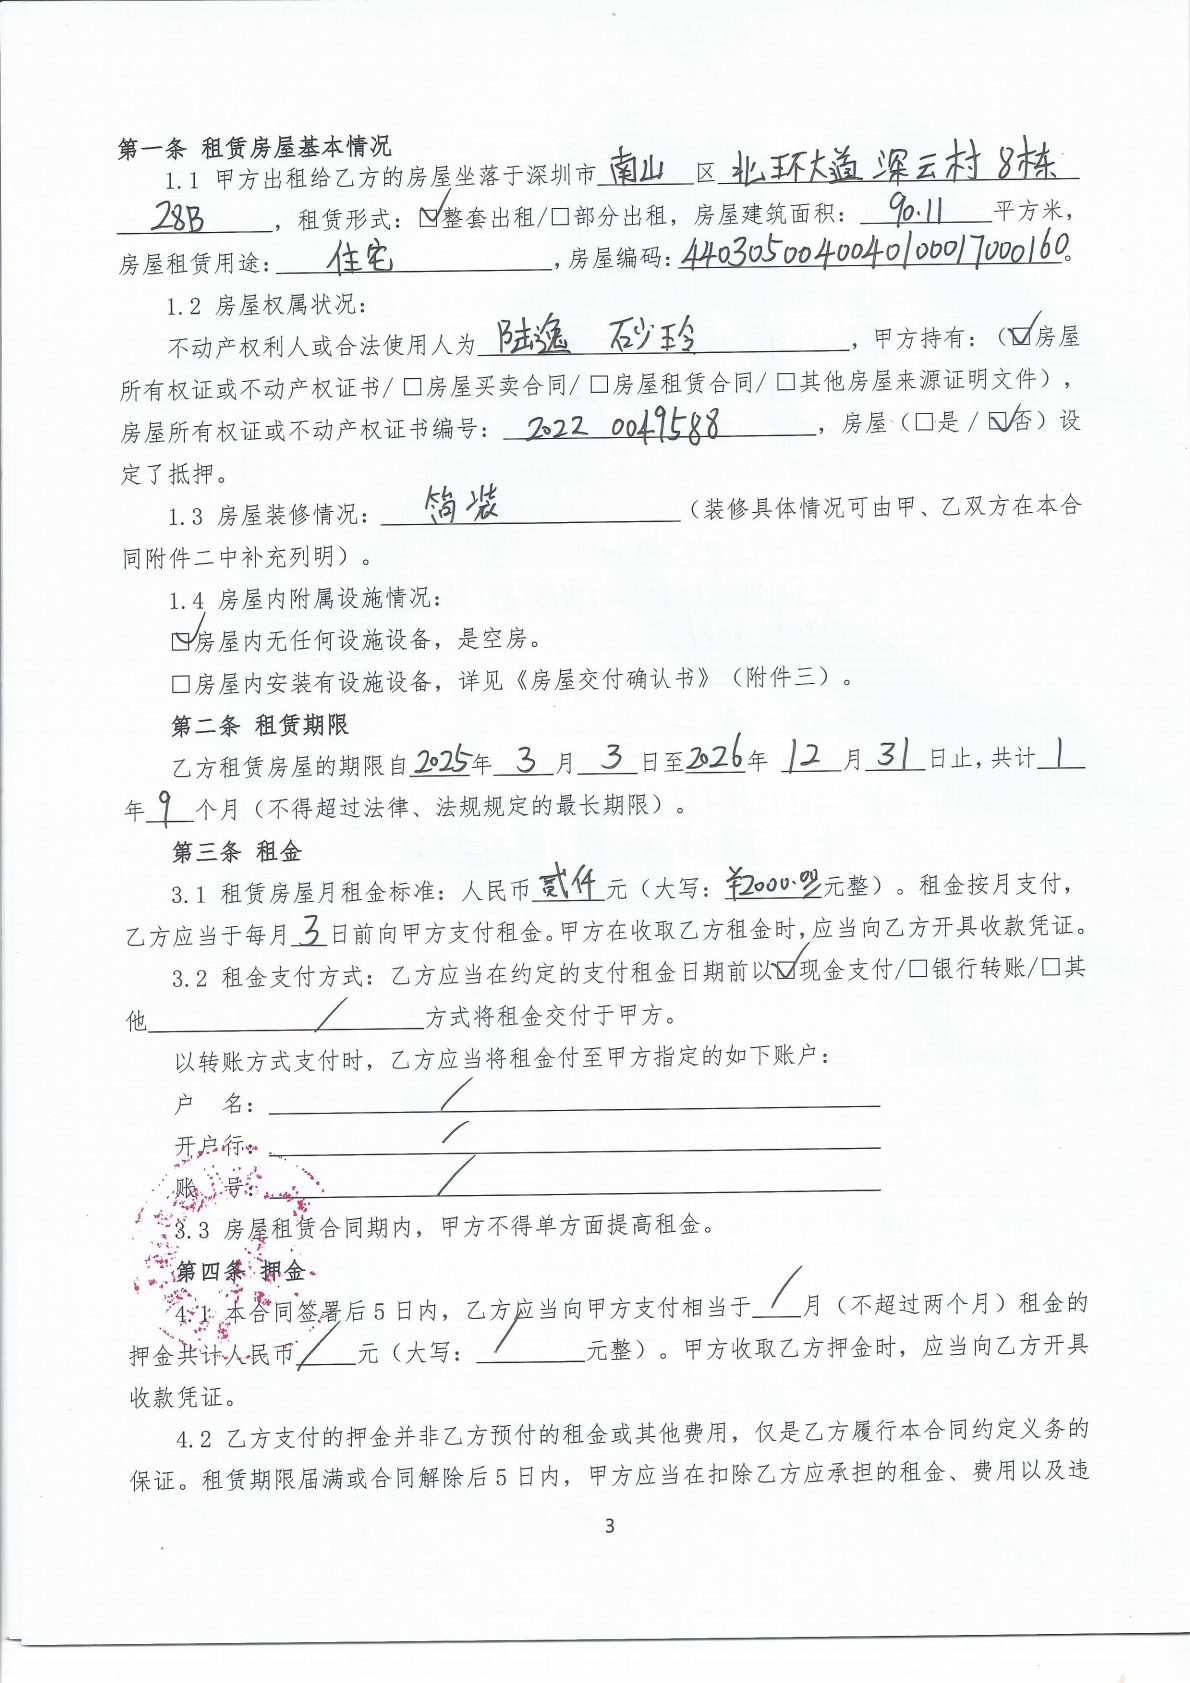 第一条 租赁房屋基本情况
1.1 甲方出租给乙方的房屋坐落于深圳市 南山 区 北环大道 深云村 8栋
28B ，租赁形式：☑整套出租/□部分出租，房屋建筑面积： 90.11 平方米，
房屋租赁用途： 住宅 ，房屋编码：4403050040040100017000160。
1.2 房屋权属状况：
不动产权利人或合法使用人为 陆逸 石少玲 ，甲方持有：（☑房屋
所有权证或不动产权证书/□房屋买卖合同/□房屋租赁合同/□其他房屋来源证明文件），
房屋所有权证或不动产权证书编号： 2022 0049588 ，房屋（□是/☑否）设
定了抵押。
1.3 房屋装修情况： 简装 （装修具体情况可由甲、乙双方在本合
同附件二中补充列明）。
1.4 房屋内附属设施情况：
☑房屋内无任何设施设备，是空房。
□房屋内安装有设施设备，详见《房屋交付确认书》（附件三）。
第二条 租赁期限
乙方租赁房屋的期限自 2025 年 3 月 3 日至 2026 年 12 月 31 日止，共计 1
年 9 个月（不得超过法律、法规规定的最长期限）。
第三条 租金
3.1 租赁房屋月租金标准：人民币 贰仟 元（大写：¥2000.00 元整）。租金按月支付，
乙方应当于每月 3 日前向甲方支付租金。甲方在收取乙方租金时，应当向乙方开具收款凭证。
3.2 租金支付方式：乙方应当在约定的支付租金日期前以☑现金支付/□银行转账/□其
他 / 方式将租金交付于甲方。
以转账方式支付时，乙方应当将租金付至甲方指定的如下账户：
户 名： /
开户行： /
账 号： /
3.3 房屋租赁合同期内，甲方不得单方面提高租金。
第四条 押金
4.1 本合同签署后5日内，乙方应当向甲方支付相当于 / 月（不超过两个月）租金的
押金共计人民币 / 元（大写： / 元整）。甲方收取乙方押金时，应当向乙方开具
收款凭证。
4.2 乙方支付的押金并非乙方预付的租金或其他费用，仅是乙方履行本合同约定义务的
保证。租赁期限届满或合同解除后5日内，甲方应当在扣除乙方应承担的租金、费用以及违
3